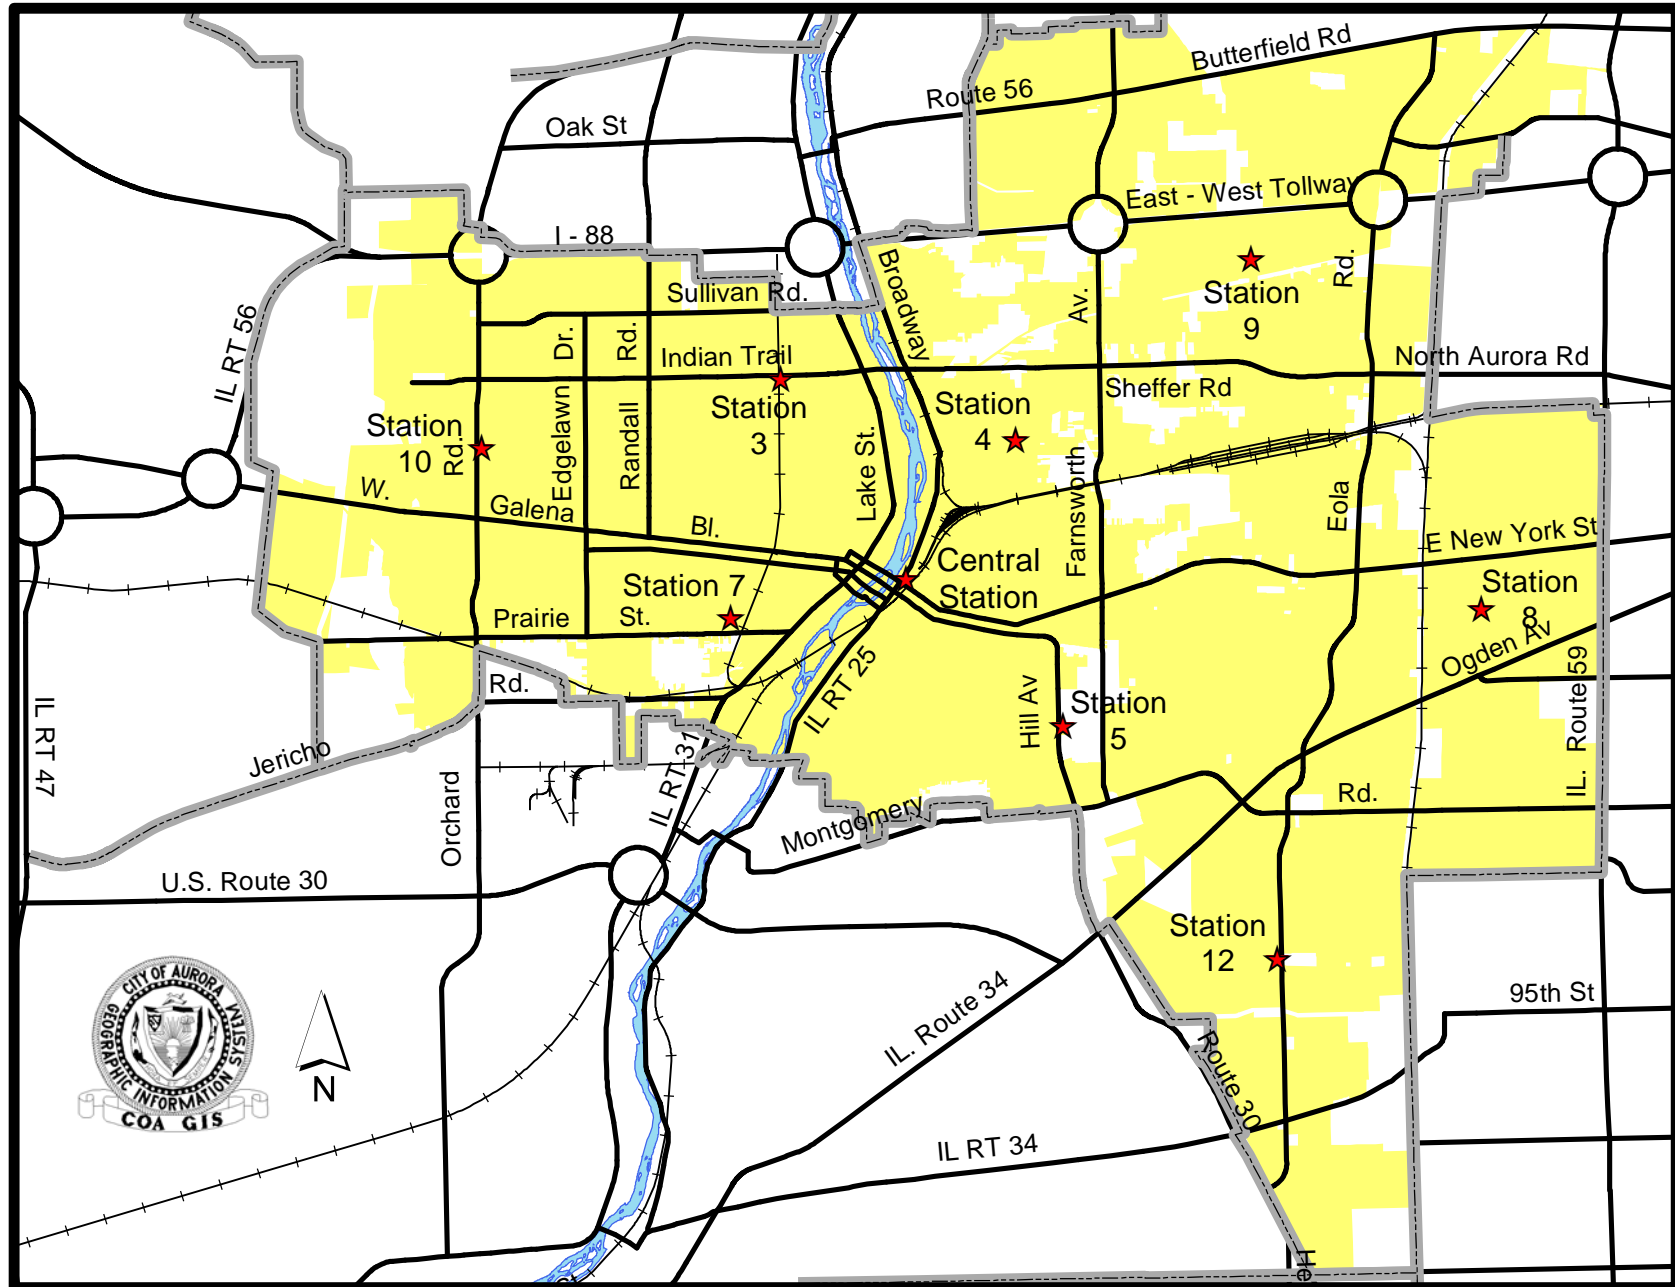 Butterfield Rd
Route 56
Oak St
East - West Tollway
I - 88
Broadway
Sullivan Rd.
Station
9
Rd.
Av.
IL RT 56
Dr.
Rd.
Indian Trail
North Aurora Rd
Sheffer Rd
Station
3
Station
4
Station
10
Rd.
Edgelawn
Randall
Lake St.
Farnsworth
Eola
W.
Galena
Bl.
E New York St
Central
Station
Station 7
Station
8
Prairie
St.
Ogden Av
Rd.
IL RT 25
Hill Av
Station
5
IL. Route 59
IL RT 47
Jericho
IL RT 31
Orchard
Montgomery
Rd.
U.S. Route 30
Station
12
95th St
IL. Route 34
Route 30
IL RT 34
He
CITY OF AURORA
GEOGRAPHIC INFORMATION SYSTEM
COA GIS
N